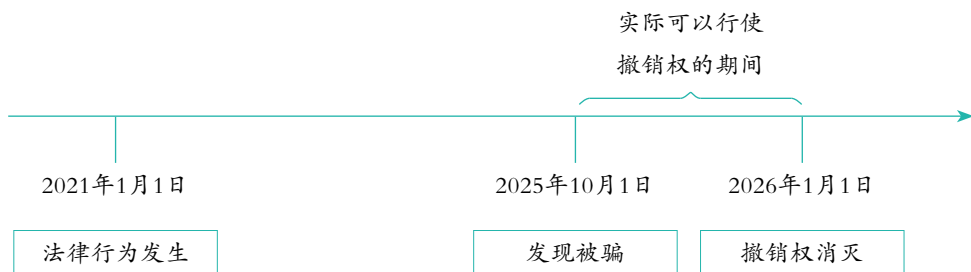 实际可以行使
撤销权的期间
2021年1月1日
2025年10月1日
2026年1月1日
法律行为发生
发现被骗
撤销权消灭